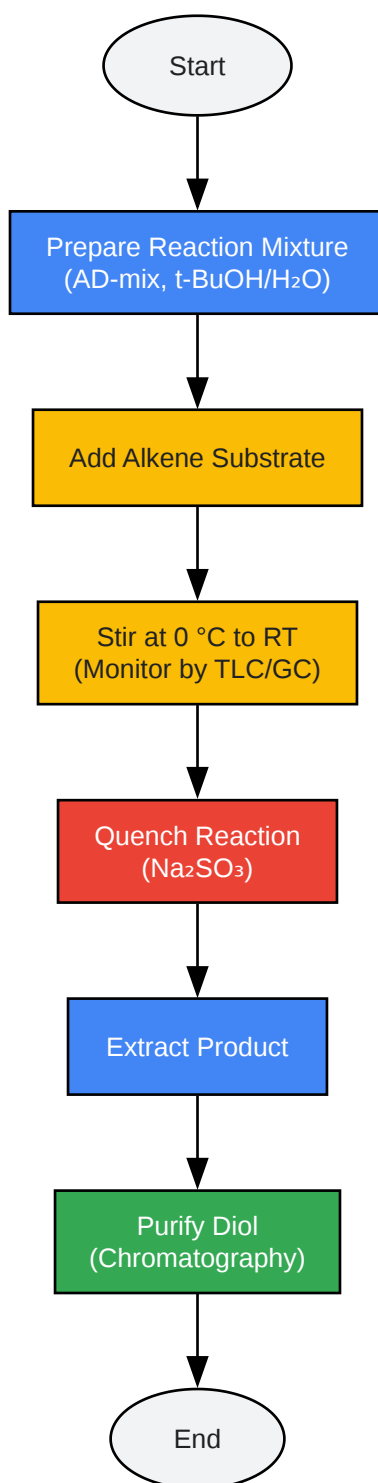 Start
Prepare Reaction Mixture
(AD-mix, t-BuOH/H₂O)
Add Alkene Substrate
Stir at 0 °C to RT
(Monitor by TLC/GC)
Quench Reaction
(Na₂SO₃)
Extract Product
Purify Diol
(Chromatography)
End